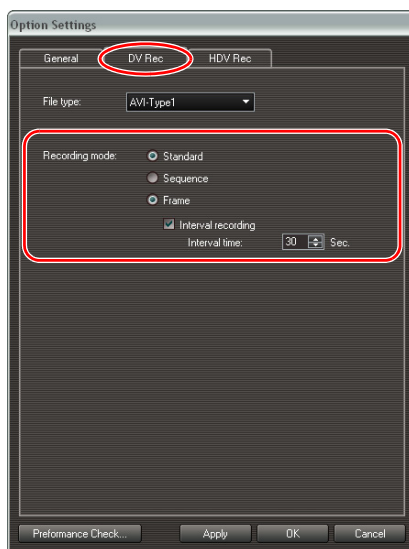 Option Settings
General DV Rec HDV Rec
File type: AVI-Type1
Recording mode: Standard
Sequence
Frame
Interval recording
Interval time: 30 Sec.
Preformance Check... Apply OK Cancel